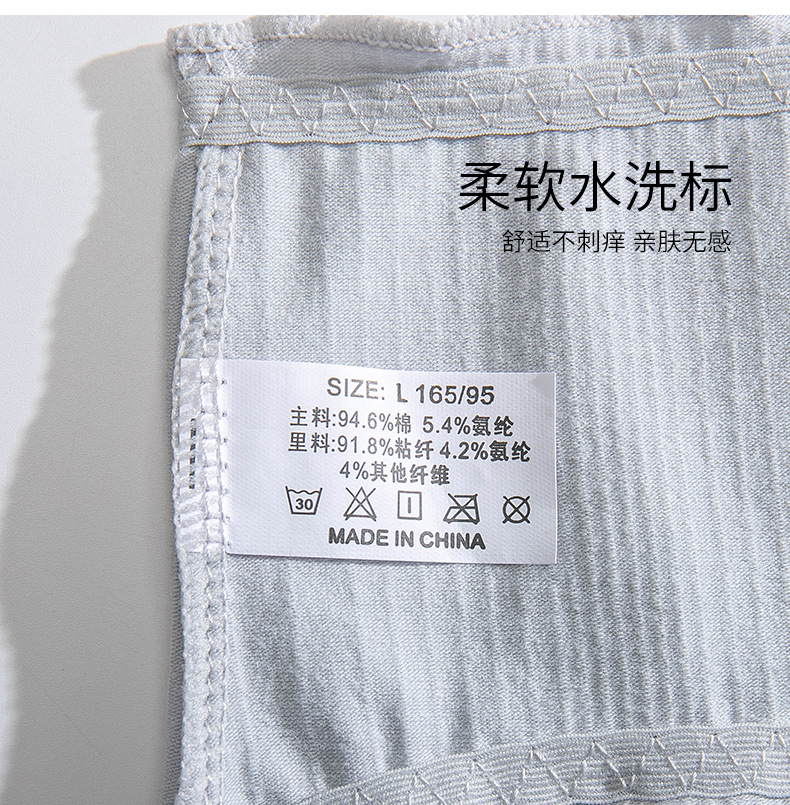 柔软水洗标
舒适不刺痒 亲肤无感
SIZE: L 165/95
主料:94.6%棉 5.4%氨纶
里料:91.8%粘纤 4.2%氨纶
4%其他纤维
30
MADE IN CHINA